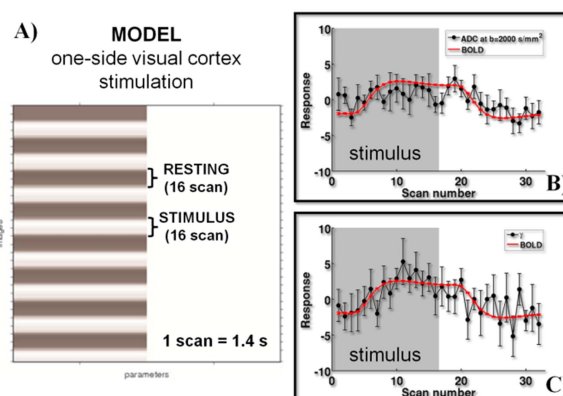 A)
MODEL
one-side visual cortex
stimulation
RESTING
(16 scan)
STIMULUS
(16 scan)
1 scan = 1.4 s
images
parameters
10
5
0
-5
-10
Response
ADC at b=2000 s/mm²
BOLD
stimulus
0 10 20 30
Scan number
B)
10
5
0
-5
-10
Response
BOLD
stimulus
0 10 20 30
Scan number
C